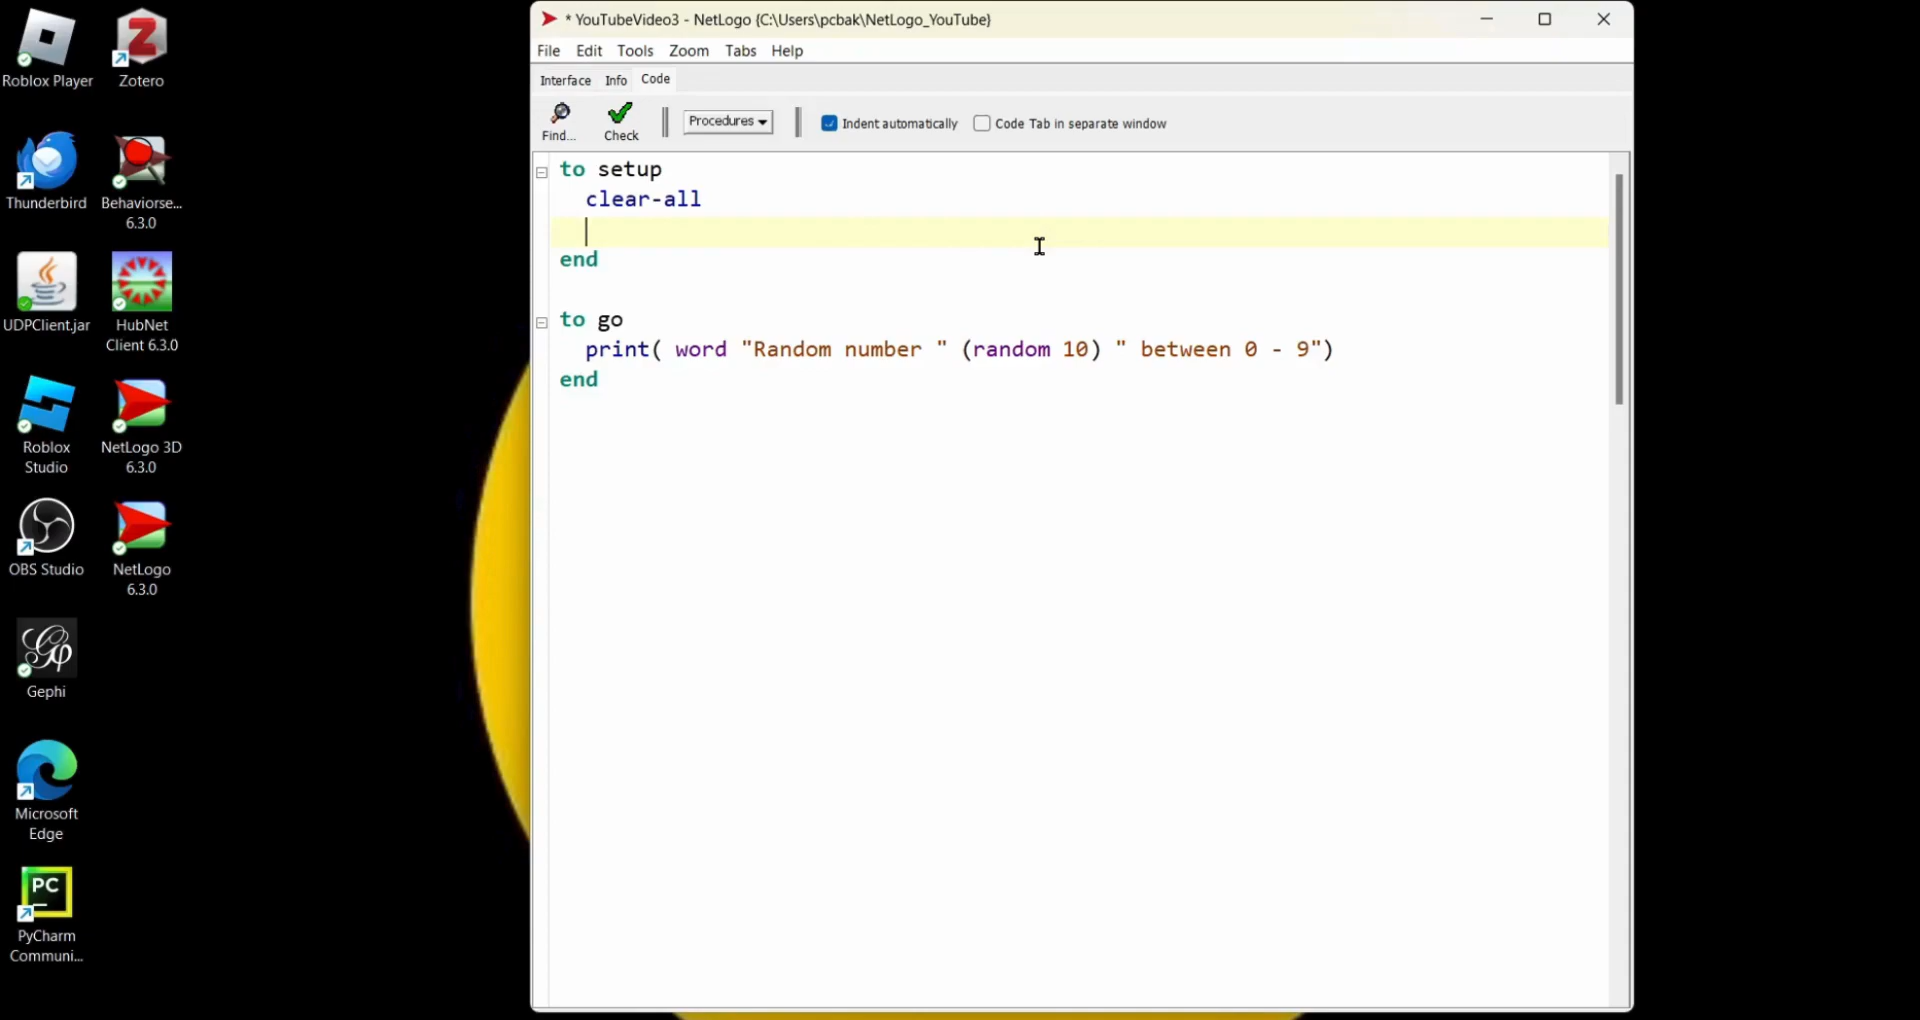 Roblox Player
Zotero
Thunderbird
Behaviorse...
6.3.0
UDPClient.jar
HubNet
Client 6.3.0
Roblox
Studio
NetLogo 3D
6.3.0
OBS Studio
NetLogo
6.3.0
Gephi
Microsoft
Edge
PC
PyCharm
Communi...
* YouTubeVideo3 - NetLogo {C:\Users\pcbak\NetLogo_YouTube}
File Edit Tools Zoom Tabs Help
Interface Info Code
Find... Check Procedures Indent automatically Code Tab in separate window
to setup
clear-all
end
to go
print( word "Random number " (random 10) " between 0 - 9")
end